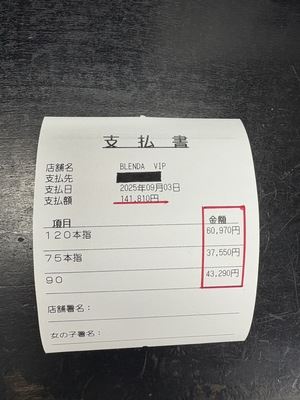 支払書
店舗名 BLENDA VIP
支払先
支払日 2025年09月03日
支払額 141,810円
項目 金額
120本指 60,970円
75本指 37,550円
90 43,290円
店舗署名：
女の子署名：